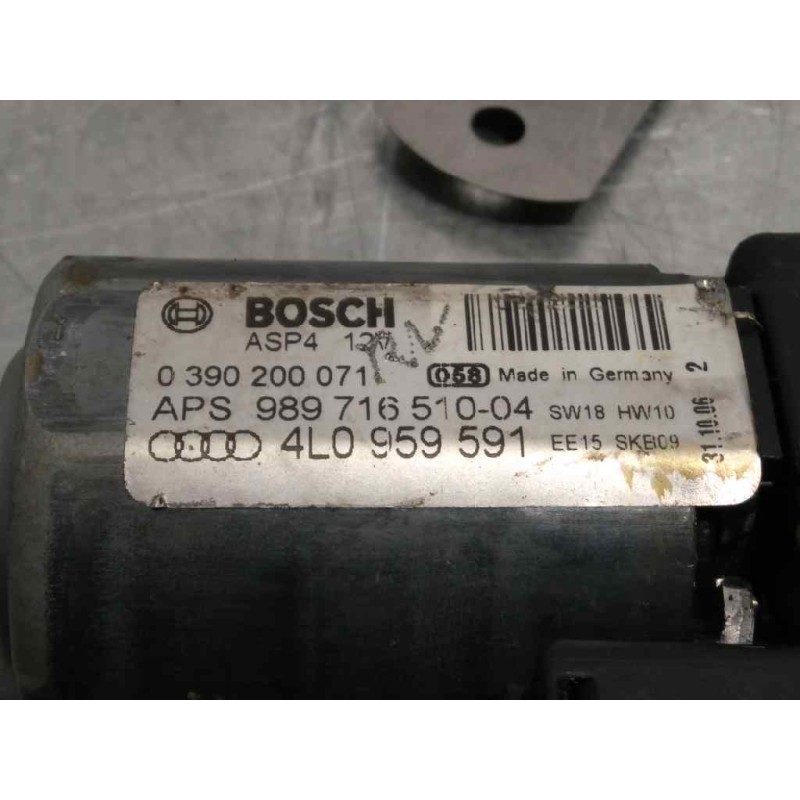 BOSCH
ASP4 12V
0 390 200 071 058 Made in Germany
APS 989 716 510-04 SW18 HW10
4L0 959 591 EE15 SKB09
31.10.06 2